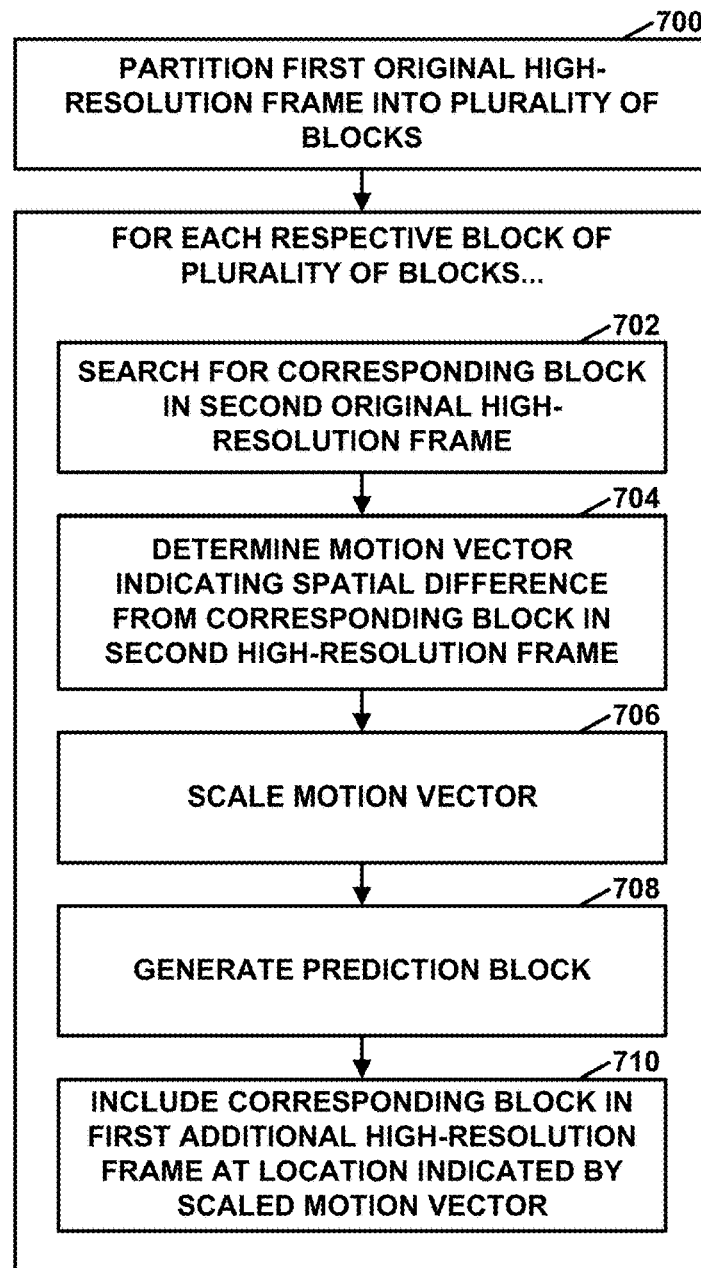 700
PARTITION FIRST ORIGINAL HIGH-
RESOLUTION FRAME INTO PLURALITY OF
BLOCKS
FOR EACH RESPECTIVE BLOCK OF
PLURALITY OF BLOCKS...
702
SEARCH FOR CORRESPONDING BLOCK
IN SECOND ORIGINAL HIGH-
RESOLUTION FRAME
704
DETERMINE MOTION VECTOR
INDICATING SPATIAL DIFFERENCE
FROM CORRESPONDING BLOCK IN
SECOND HIGH-RESOLUTION FRAME
706
SCALE MOTION VECTOR
708
GENERATE PREDICTION BLOCK
710
INCLUDE CORRESPONDING BLOCK IN
FIRST ADDITIONAL HIGH-RESOLUTION
FRAME AT LOCATION INDICATED BY
SCALED MOTION VECTOR